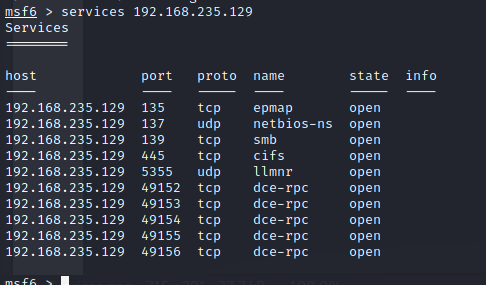 msf6 > services 192.168.235.129
Services
========
host port proto name state info
---- ---- ----- ---- ----- ----
192.168.235.129 135 tcp epmap open
192.168.235.129 137 udp netbios-ns open
192.168.235.129 139 tcp smb open
192.168.235.129 445 tcp cifs open
192.168.235.129 5355 udp llmnr open
192.168.235.129 49152 tcp dce-rpc open
192.168.235.129 49153 tcp dce-rpc open
192.168.235.129 49154 tcp dce-rpc open
192.168.235.129 49155 tcp dce-rpc open
192.168.235.129 49156 tcp dce-rpc open
msf6 >